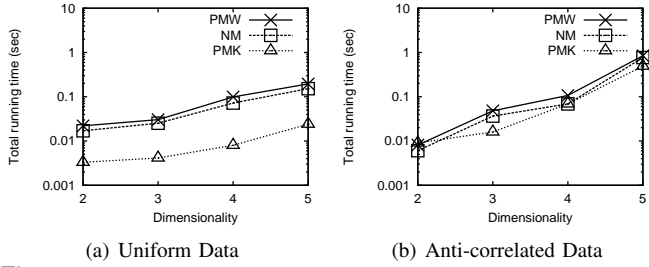 PMW
NM
PMK
Total running time (sec)
10
1
0.1
0.01
0.001
2 3 4 5
Dimensionality
(a) Uniform Data
PMW
NM
PMK
Total running time (sec)
10
1
0.1
0.01
0.001
2 3 4 5
Dimensionality
(b) Anti-correlated Data